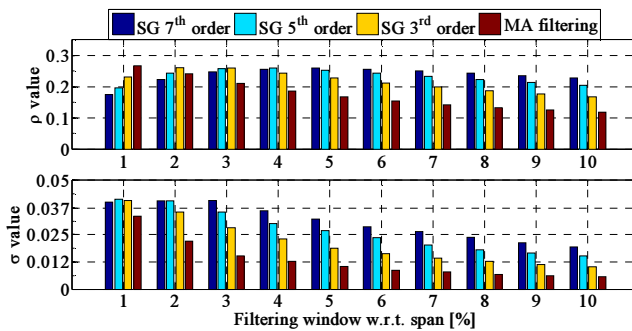 SG 7th order SG 5th order SG 3rd order MA filtering
ρ value
0.3
0.2
0.1
0
1 2 3 4 5 6 7 8 9 10
σ value
0.05
0.037
0.025
0.012
0
1 2 3 4 5 6 7 8 9 10
Filtering window w.r.t. span [%]